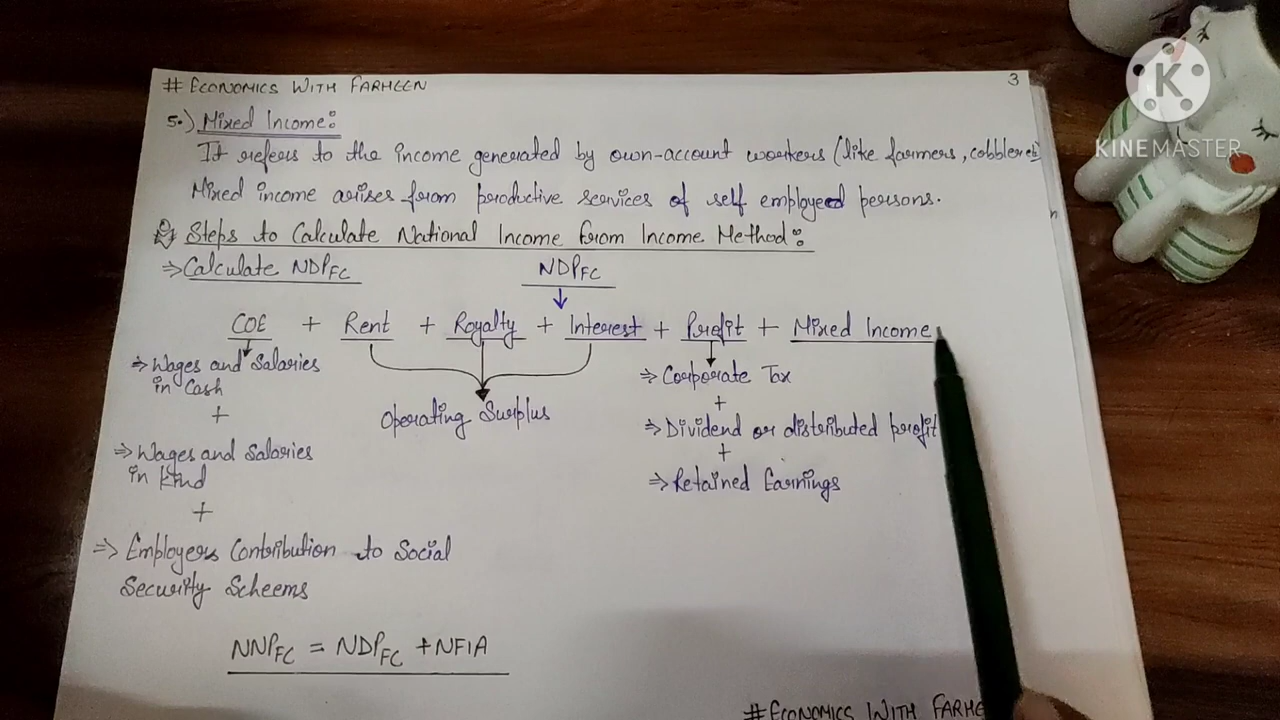 # ECONOMICS WITH FARHEEN
3
5.) Mixed Income:
It refers to the income generated by own-account workers (like farmers, cobbler etc
Mixed income arises from productive services of self employeed persons.
Steps to Calculate National Income from Income Method:
⇒ Calculate NDPFC
NDPFC
↓
COE + Rent + Royalty + Interest + Profit + Mixed Income
⇒ Wages and Salaries
in Cash
+
⇒ Wages and Salaries
in kind
+
⇒ Employers Contribution to Social
Security Scheems
Operating Surplus
⇒ Corporate Tax
+
⇒ Dividend or distributed profit
+
⇒ Retained Earnings
NNPFC = NDPFC + NFIA
# ECONOMICS WITH FARHE
K
KINEMASTER